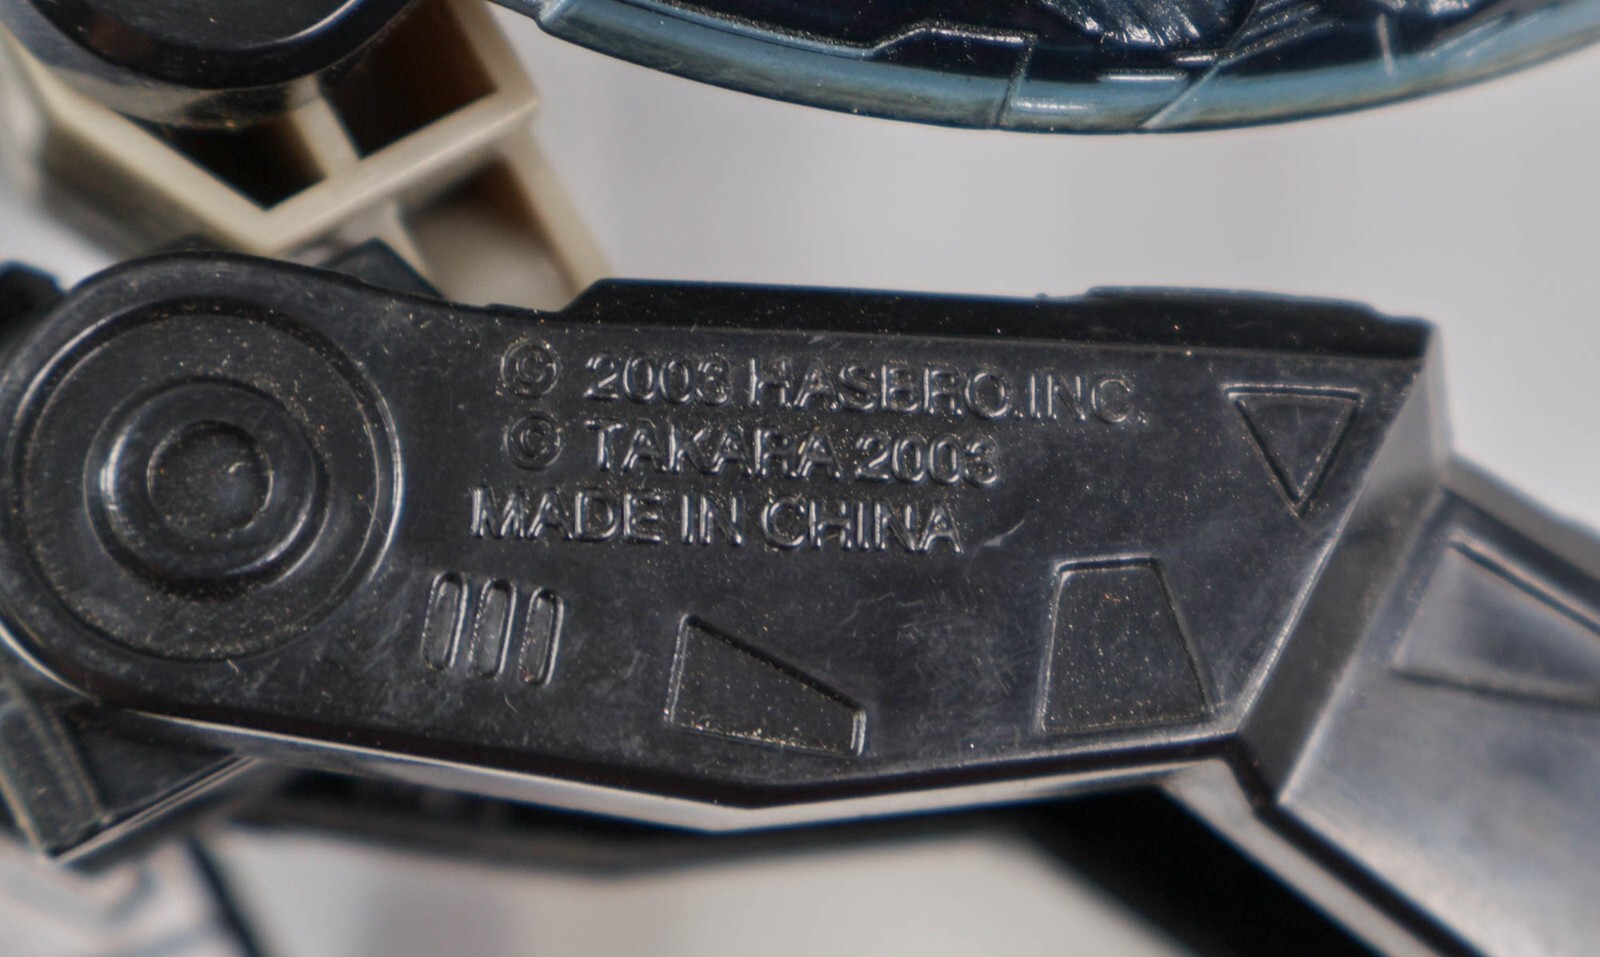 © 2003 HASBRO.INC.
© TAKARA 2003
MADE IN CHINA